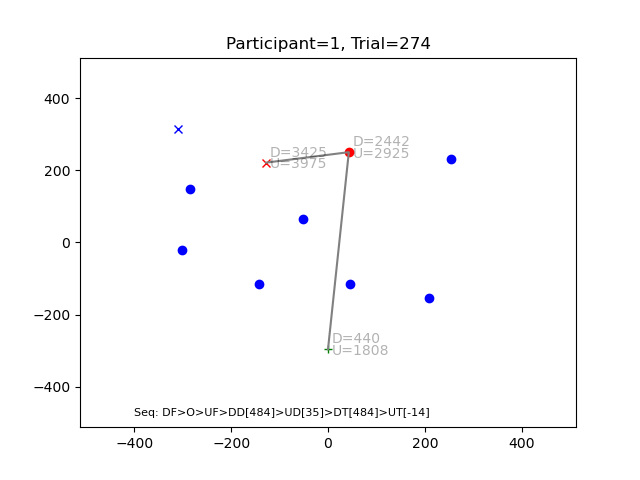 Participant=1, Trial=274
400
200
0
−200
−400
D=3425
U=3975
D=2442
U=2925
D=440
U=1808
Seq: DF>O>UF>DD[484]>UD[35]>DT[484]>UT[-14]
−400 −200 0 200 400